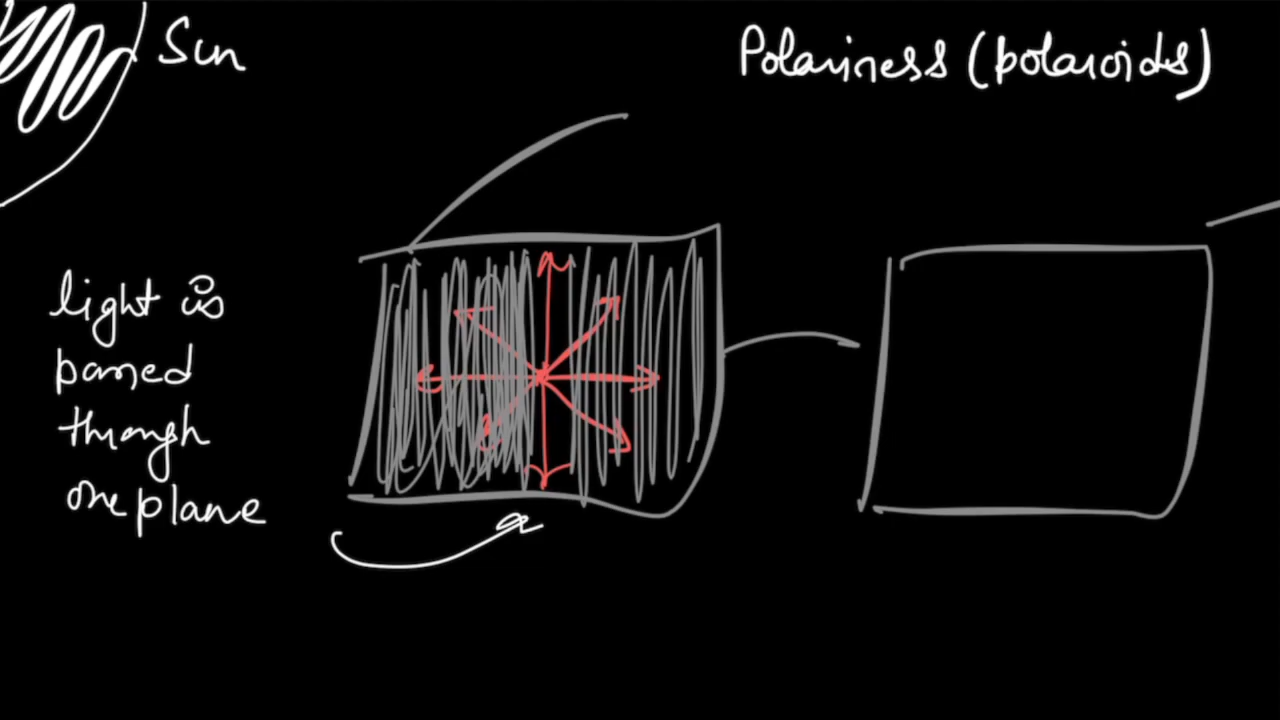 Sun
Polariness (polaroids)
light is
passed
through
one plane